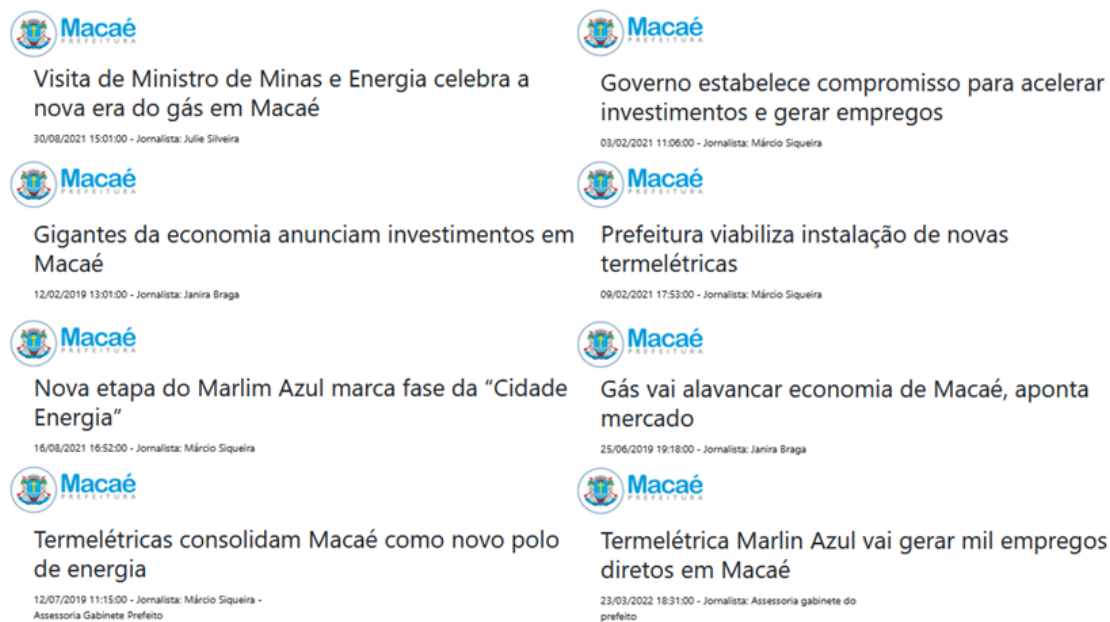 Macaé
PREFEITURA
Visita de Ministro de Minas e Energia celebra a
nova era do gás em Macaé
30/08/2021 15:01:00 - Jornalista: Julie Silveira
Macaé
PREFEITURA
Governo estabelece compromisso para acelerar
investimentos e gerar empregos
03/02/2021 11:06:00 - Jornalista: Márcio Siqueira
Macaé
PREFEITURA
Gigantes da economia anunciam investimentos em
Macaé
12/02/2019 13:01:00 - Jornalista: Janira Braga
Macaé
PREFEITURA
Prefeitura viabiliza instalação de novas
termelétricas
09/02/2021 17:53:00 - Jornalista: Márcio Siqueira
Macaé
PREFEITURA
Nova etapa do Marlim Azul marca fase da “Cidade
Energia”
16/08/2021 16:52:00 - Jornalista: Márcio Siqueira
Macaé
PREFEITURA
Gás vai alavancar economia de Macaé, aponta
mercado
25/06/2019 19:18:00 - Jornalista: Janira Braga
Macaé
PREFEITURA
Termelétricas consolidam Macaé como novo polo
de energia
12/07/2019 11:15:00 - Jornalista: Márcio Siqueira -
Assessoria Gabinete Prefeito
Macaé
PREFEITURA
Termelétrica Marlin Azul vai gerar mil empregos
diretos em Macaé
23/03/2022 18:31:00 - Jornalista: Assessoria gabinete do
prefeito